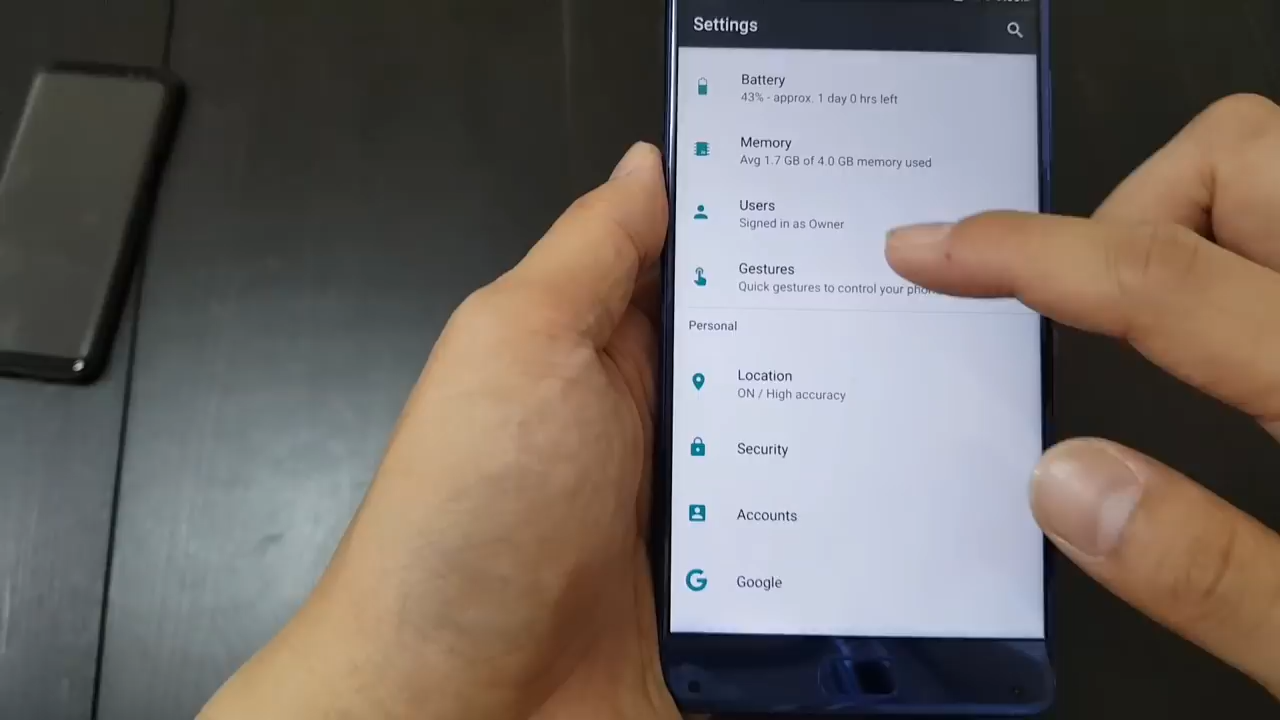 Settings
Battery
43% - approx. 1 day 0 hrs left
Memory
Avg 1.7 GB of 4.0 GB memory used
Users
Signed in as Owner
Gestures
Quick gestures to control your
Personal
Location
ON / High accuracy
Security
Accounts
Google